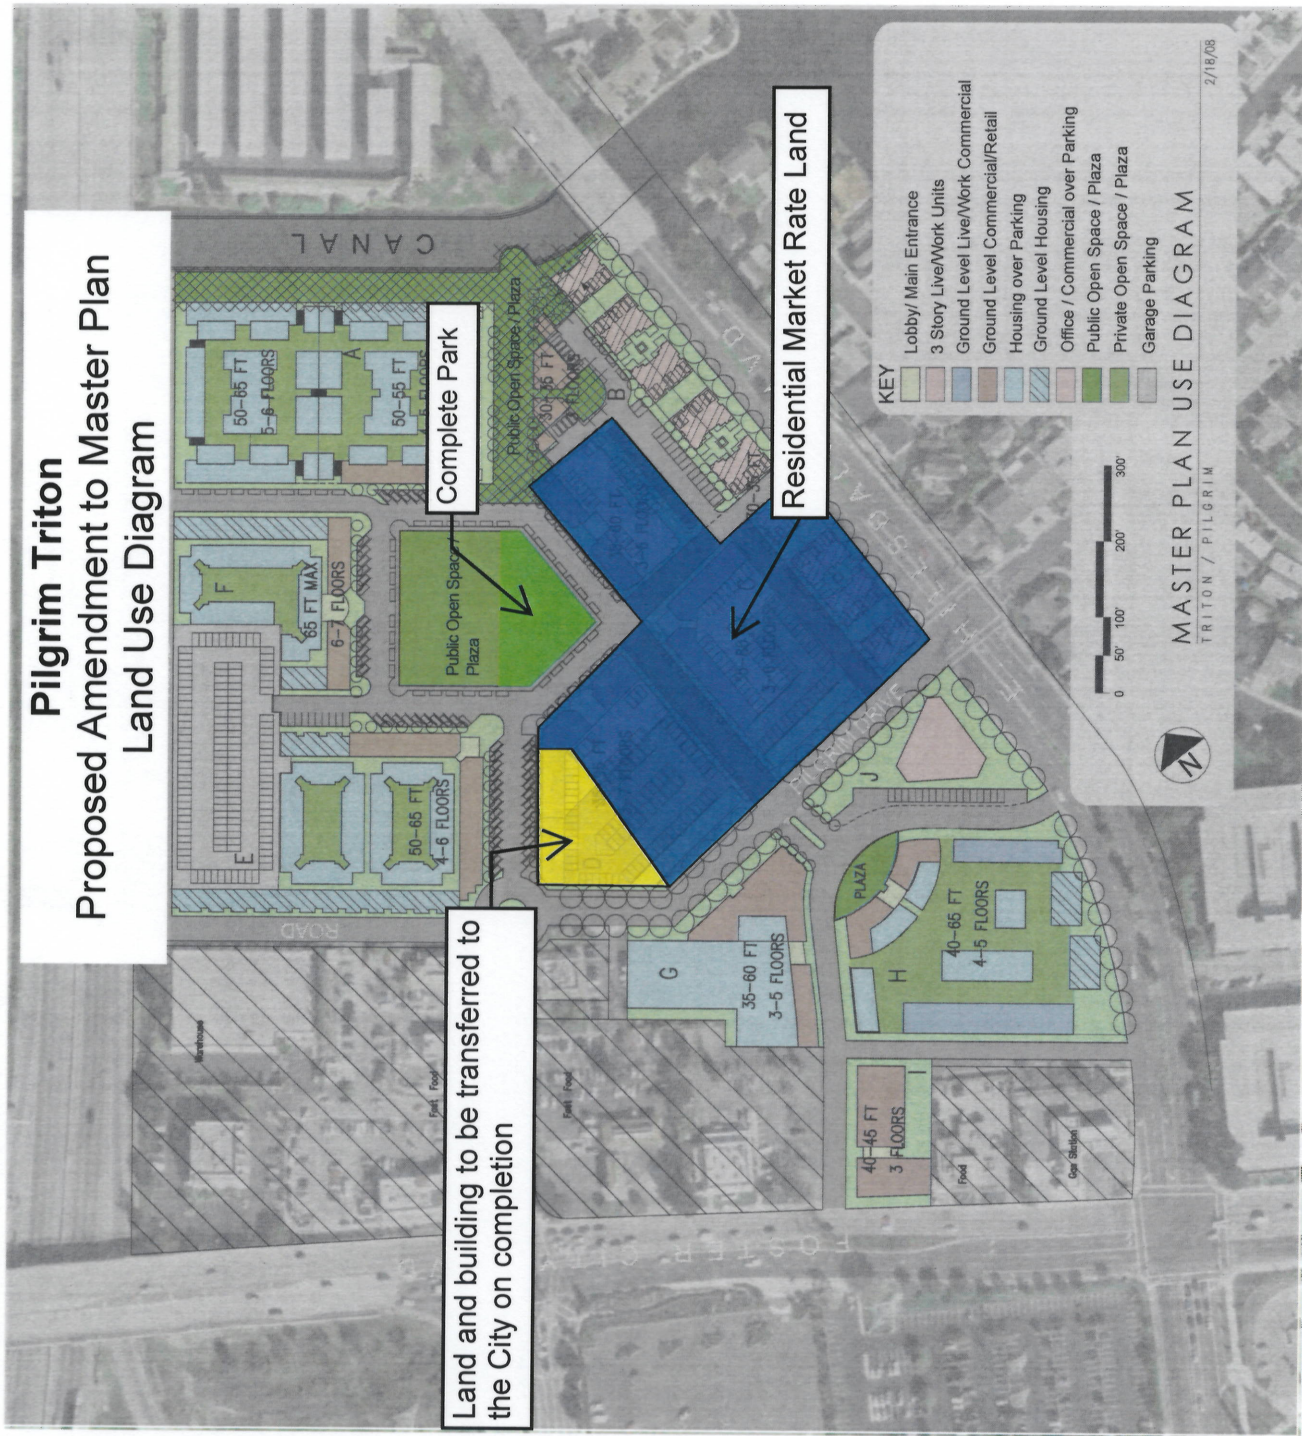 Pilgrim Triton
Proposed Amendment to Master Plan
Land Use Diagram
CANAL
50-65 FT
5-6 FLOORS
A
50-55 FT
Public Open Space / Plaza
30-35 FT
FLOORS
B
Complete Park
Residential Market Rate Land
F
65 FT MAX
6-7 FLOORS
Public Open Space /
Plaza
E
50-65 FT
4-6 FLOORS
ROAD
D
Land and building to be transferred to
the City on completion
G
35-60 FT
3-5 FLOORS
J
PLAZA
H
40-65 FT
4-5 FLOORS
I
40-45 FT
3 FLOORS
Warehouse
Fast Food
Fast Food
Food
Gas Station
FOSTER
KEY
Lobby/ Main Entrance
3 Story Live/Work Units
Ground Level Live/Work Commercial
Ground Level Commercial/Retail
Housing over Parking
Ground Level Housing
Office / Commercial over Parking
Public Open Space / Plaza
Private Open Space / Plaza
Garage Parking
0 50' 100' 200' 300'
N
MASTER PLAN USE DIAGRAM
TRITON / PILGRIM
2/18/08